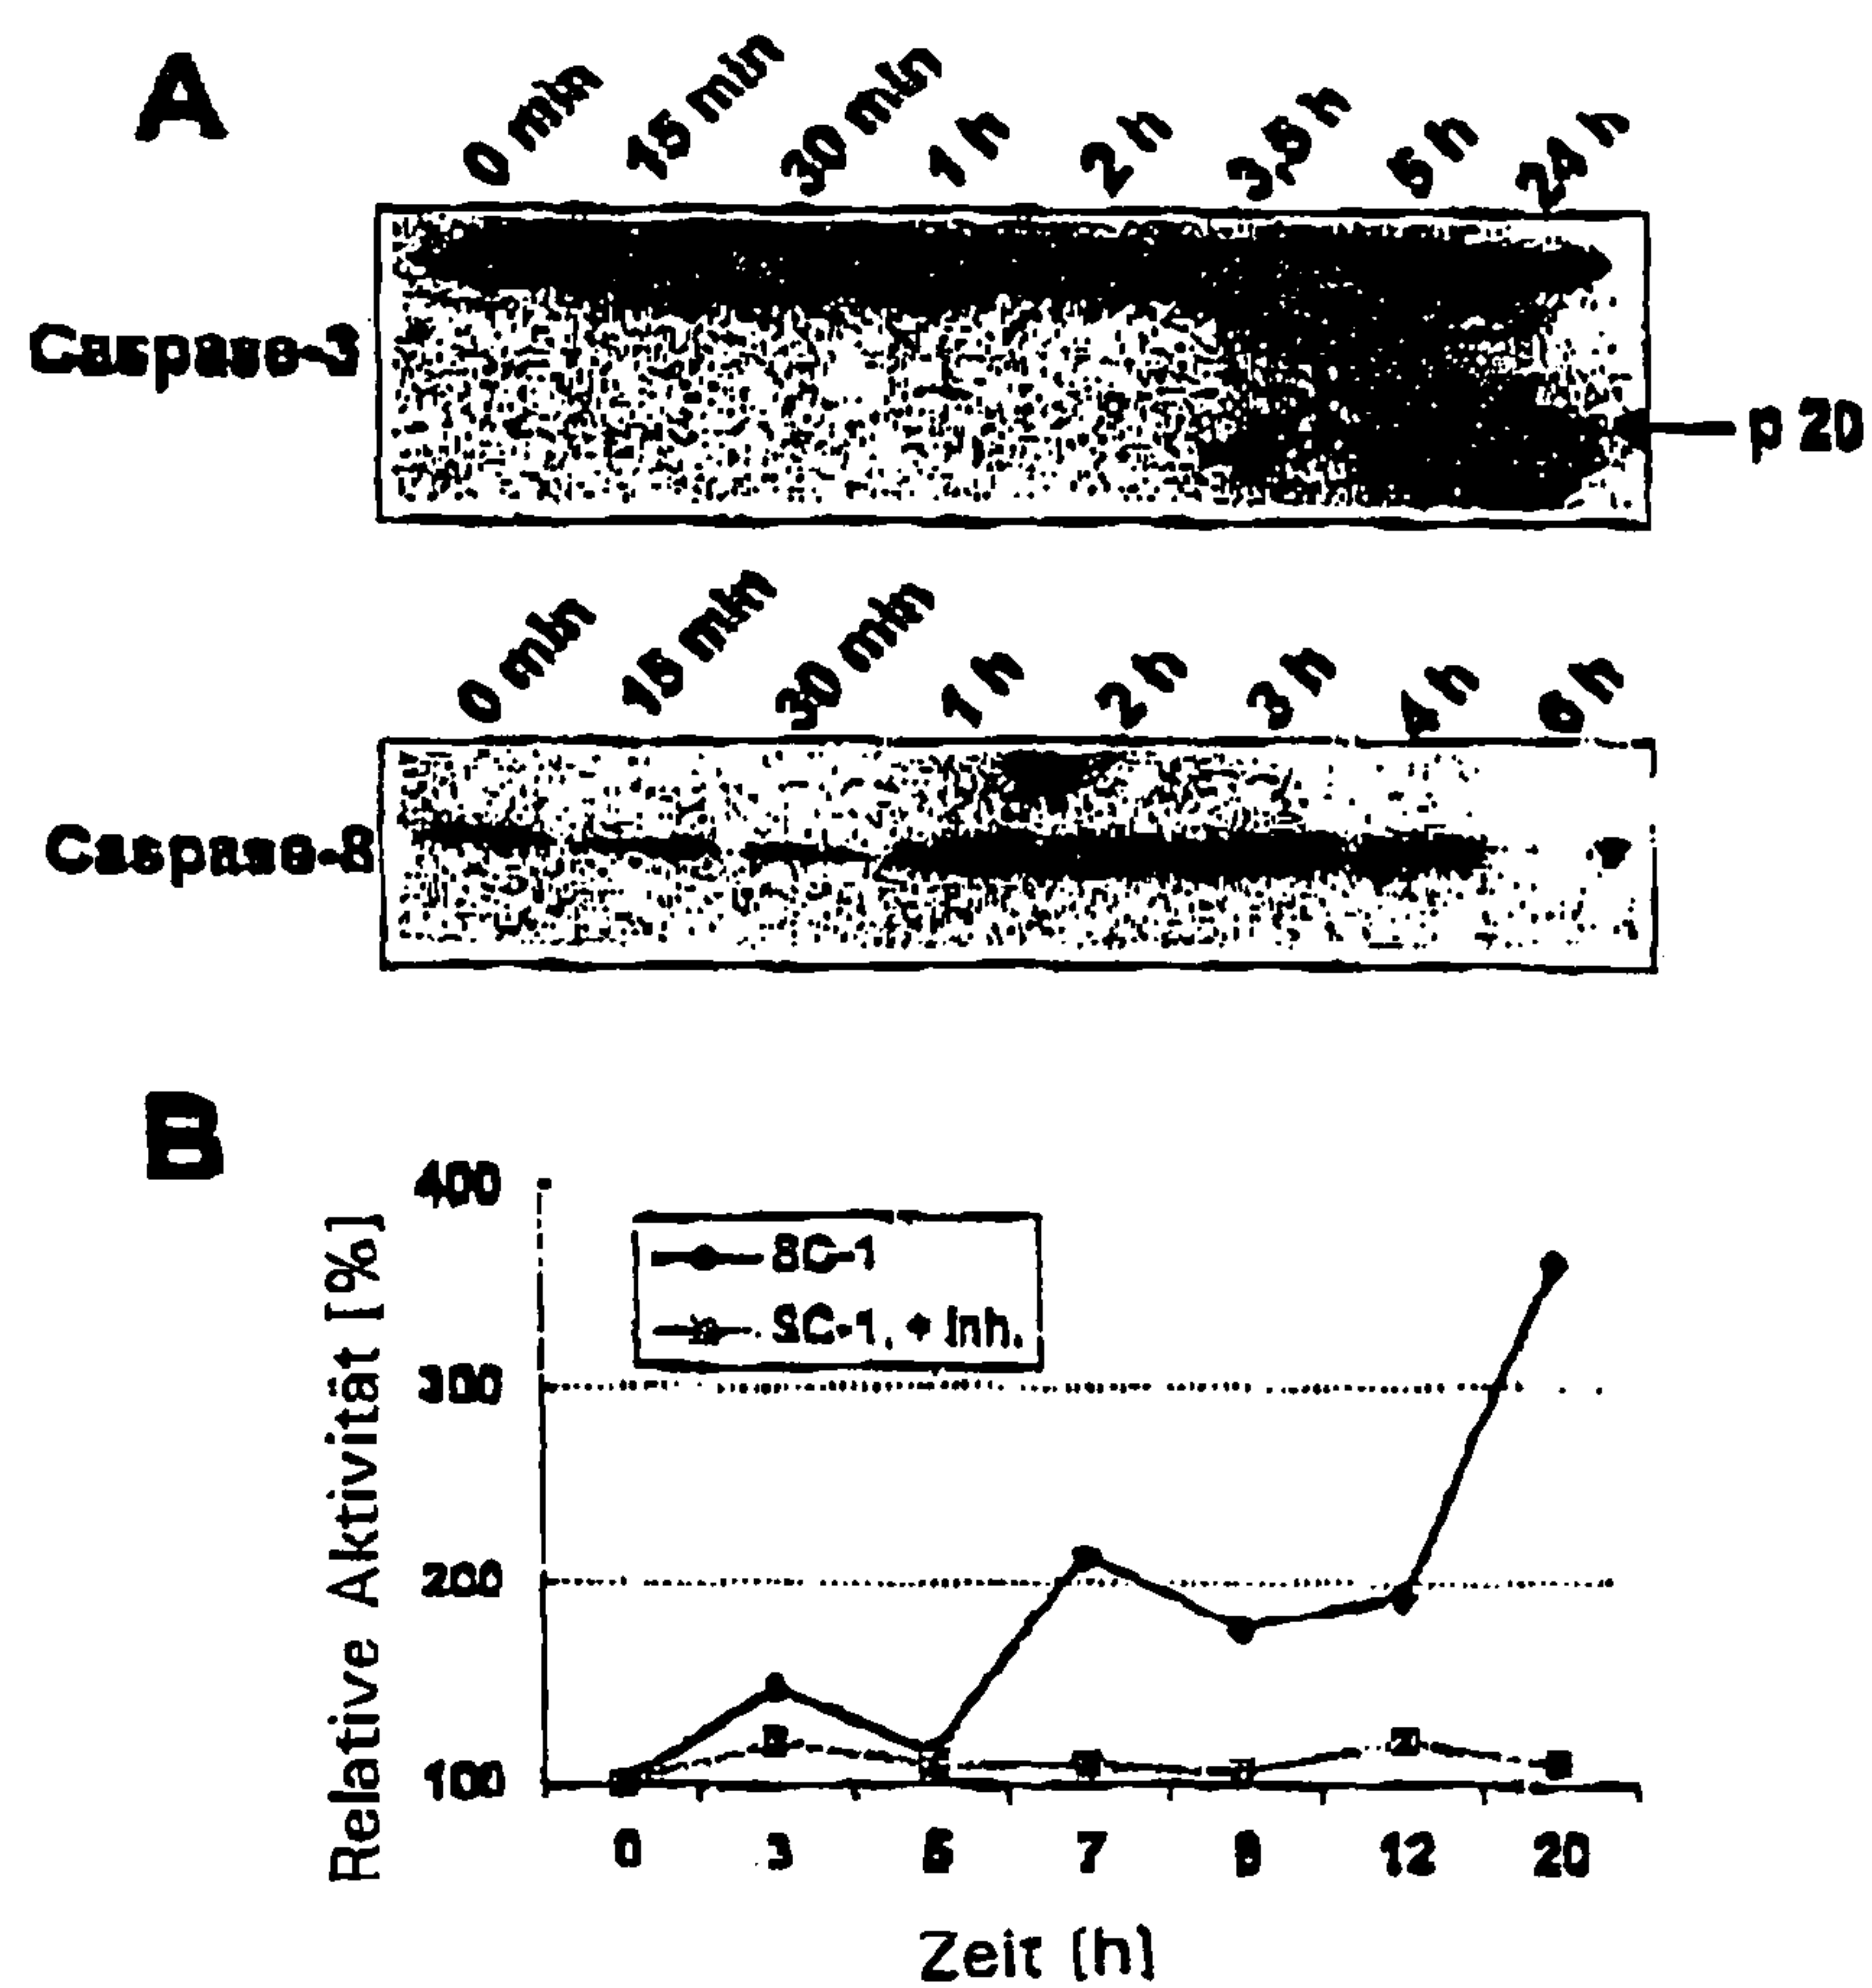 A
0 min 15 min 30 min 1 h 2 h 3,5 h 5 h 24 h
Caspase-3
p 20
0 min 15 min 30 min 1 h 2 h 3 h 4 h 6 h
Caspase-8
B
Relative Aktivität [%]
400
300
200
100
SC-1
SC-1. + Inh.
0 3 5 7 9 12 20
Zeit (h)